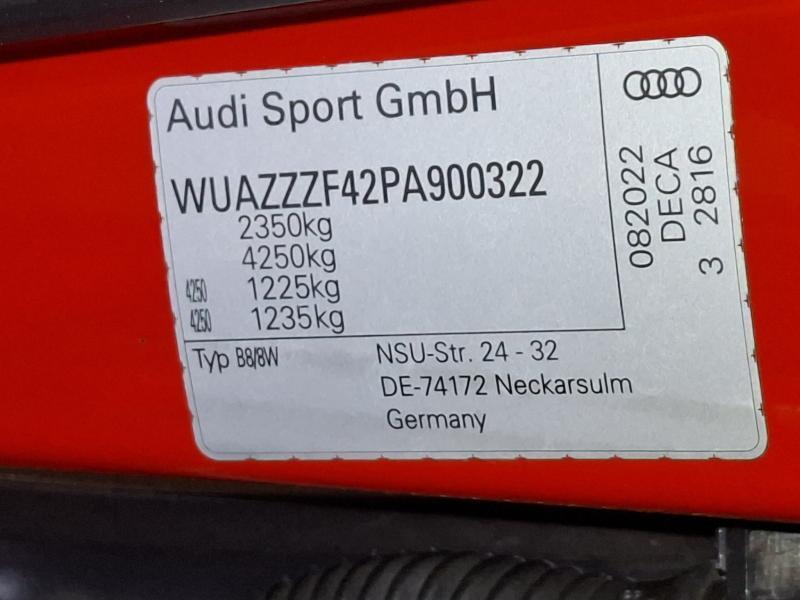 Audi Sport GmbH
WUAZZZF42PA900322
2350kg
4250kg
4250 1225kg
4250 1235kg
Typ B8/8W
NSU-Str. 24 - 32
DE-74172 Neckarsulm
Germany
082022
DECA
3 2816